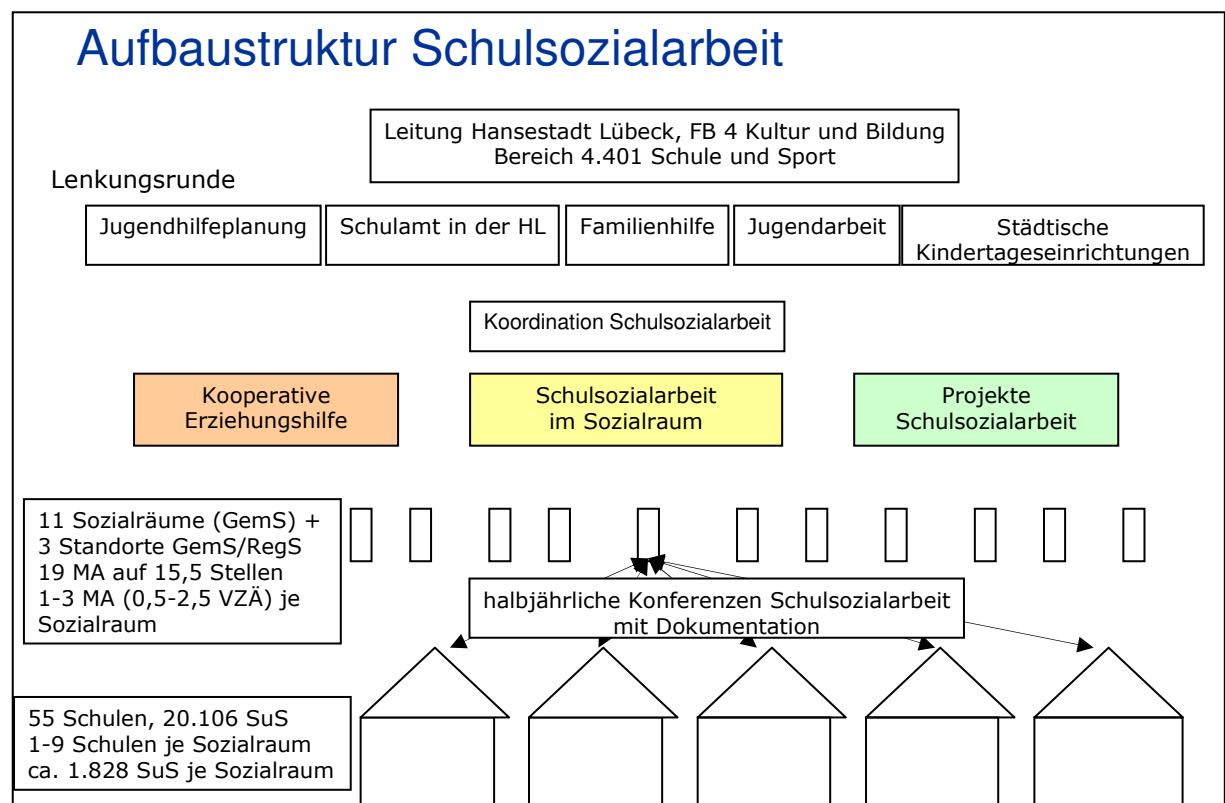 Aufbaustruktur Schulsozialarbeit
Leitung Hansestadt Lübeck, FB 4 Kultur und Bildung
Bereich 4.401 Schule und Sport
Lenkungsrunde
Jugendhilfeplanung
Schulamt in der HL
Familienhilfe
Jugendarbeit
Städtische
Kindertageseinrichtungen
Koordination Schulsozialarbeit
Kooperative
Erziehungshilfe
Schulsozialarbeit
im Sozialraum
Projekte
Schulsozialarbeit
11 Sozialräume (GemS) +
3 Standorte GemS/RegS
19 MA auf 15,5 Stellen
1-3 MA (0,5-2,5 VZÄ) je
Sozialraum
halbjährliche Konferenzen Schulsozialarbeit
mit Dokumentation
55 Schulen, 20.106 SuS
1-9 Schulen je Sozialraum
ca. 1.828 SuS je Sozialraum